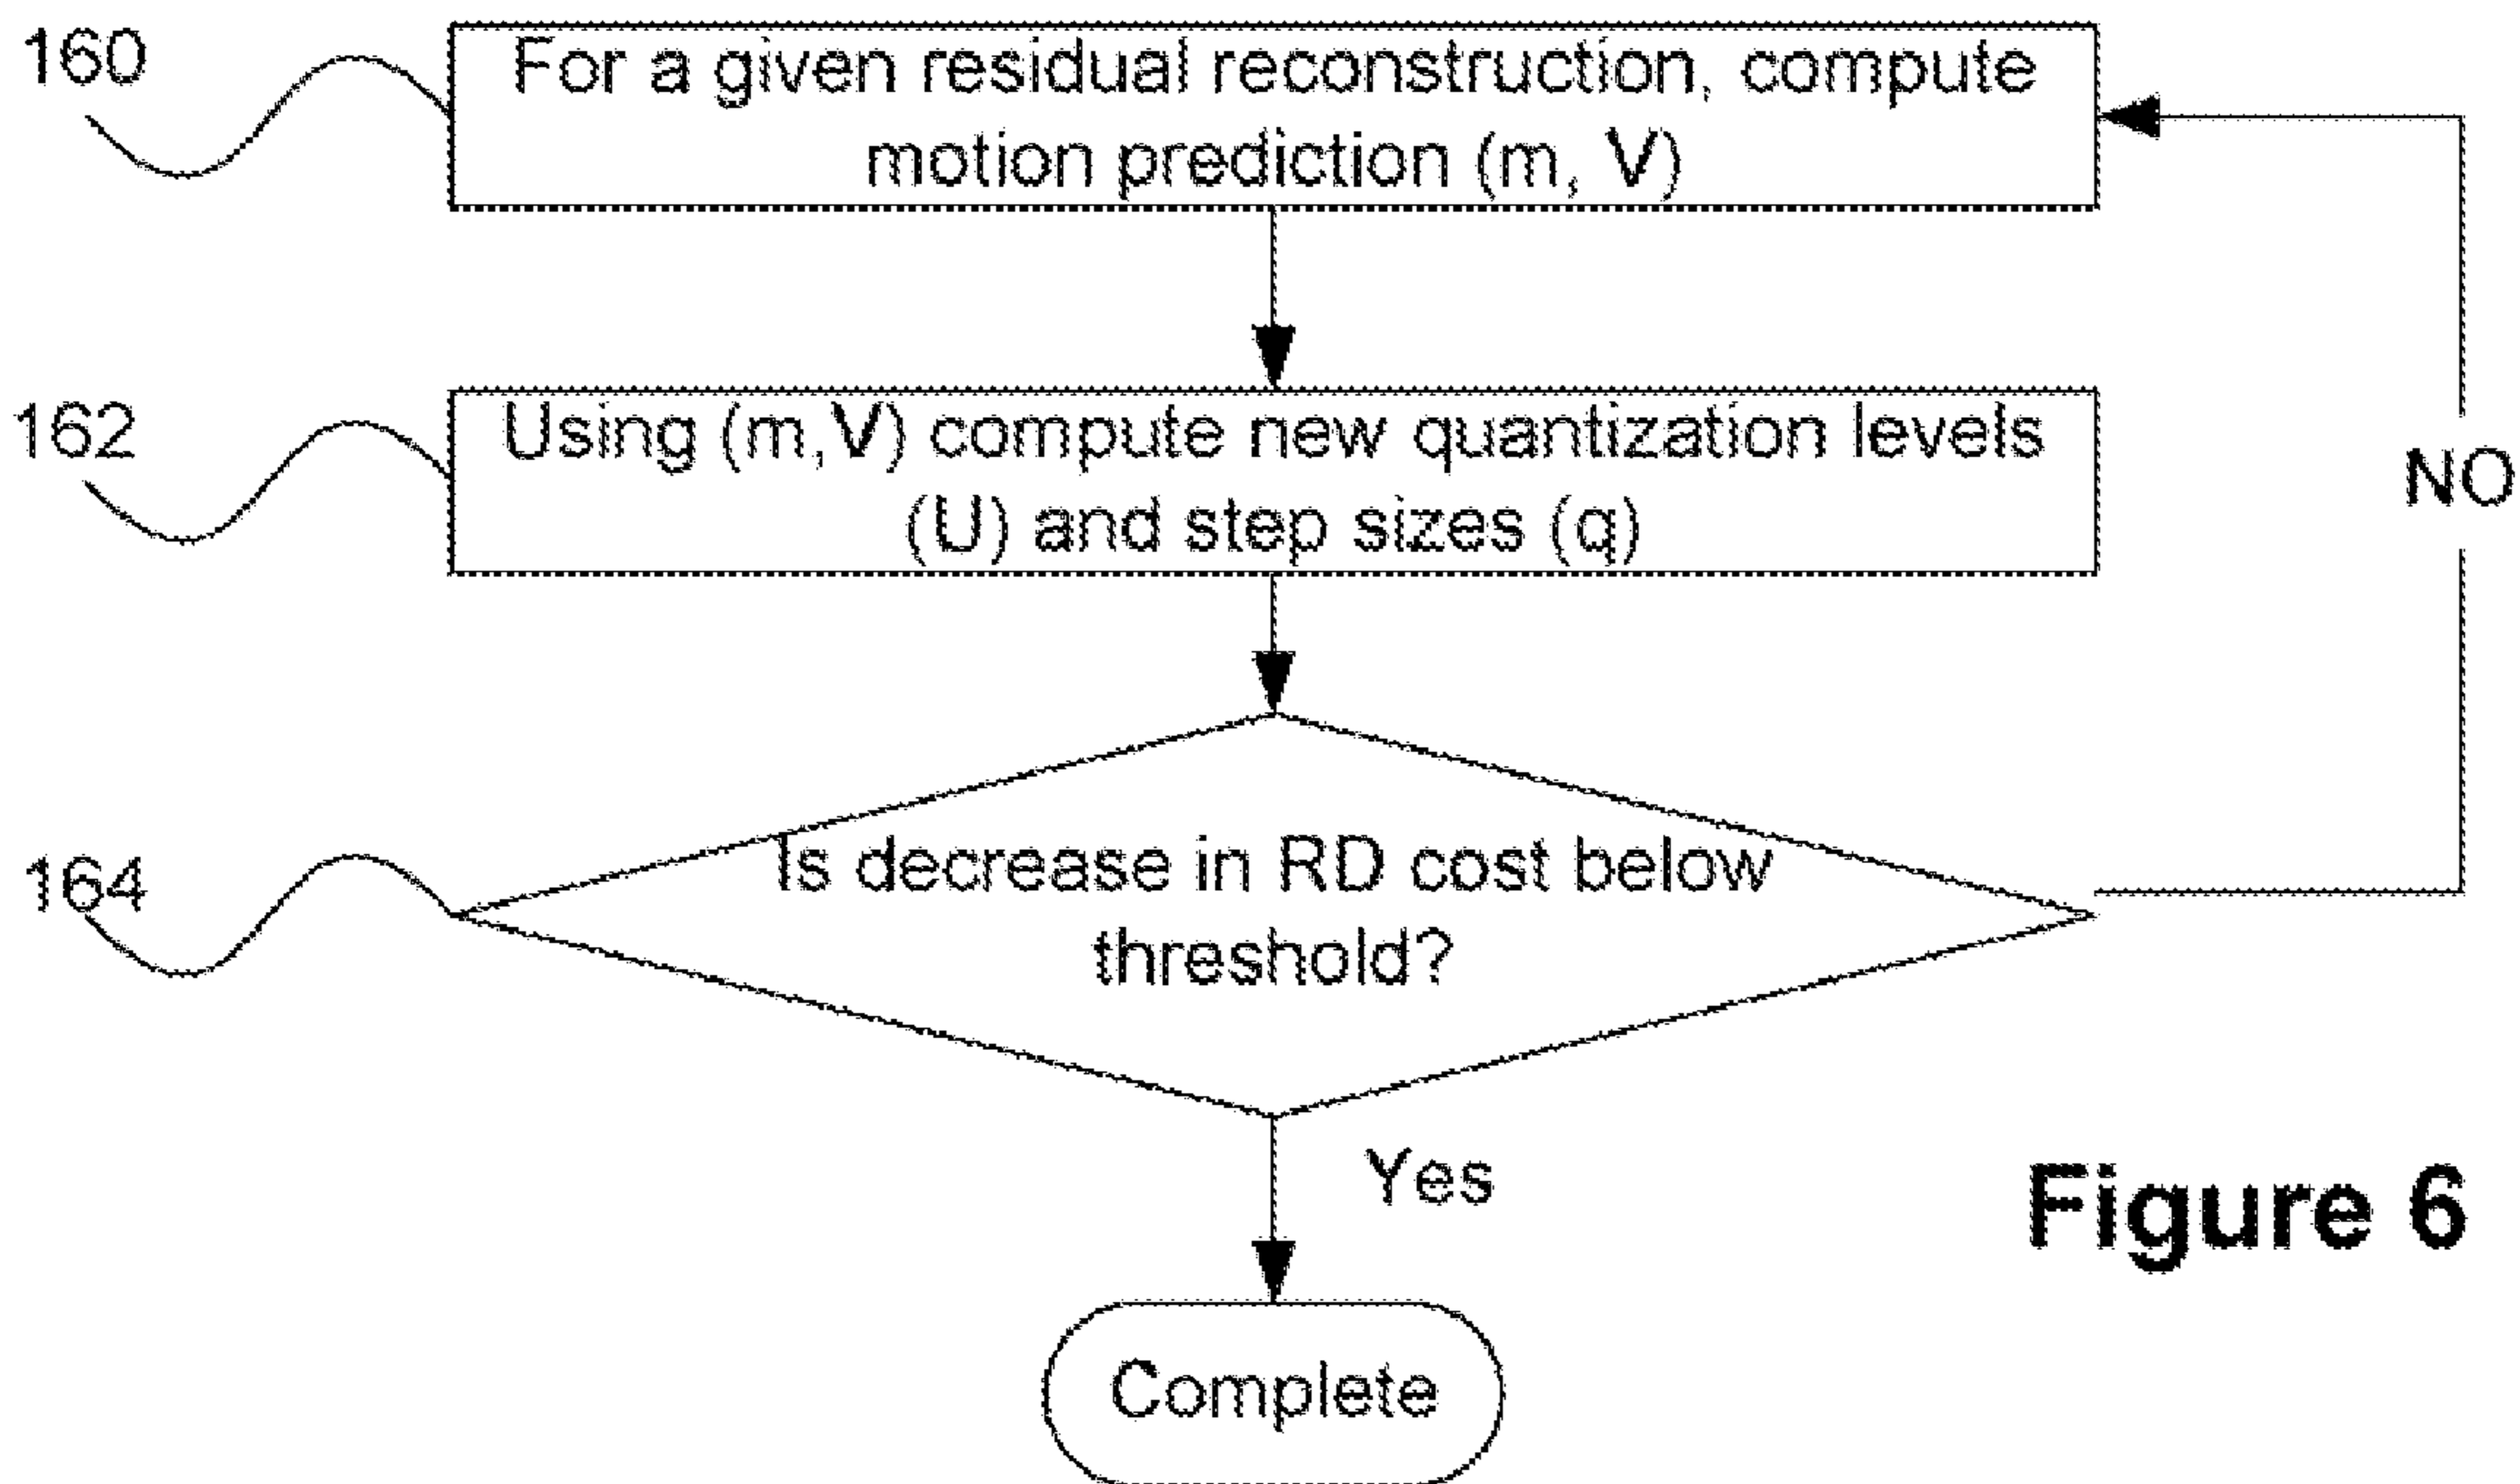 160
For a given residual reconstruction, compute
motion prediction (m, V)
162
Using (m,V) compute new quantization levels
(U) and step sizes (q)
NO
164
Is decrease in RD cost below
threshold?
Yes
Figure 6
Complete